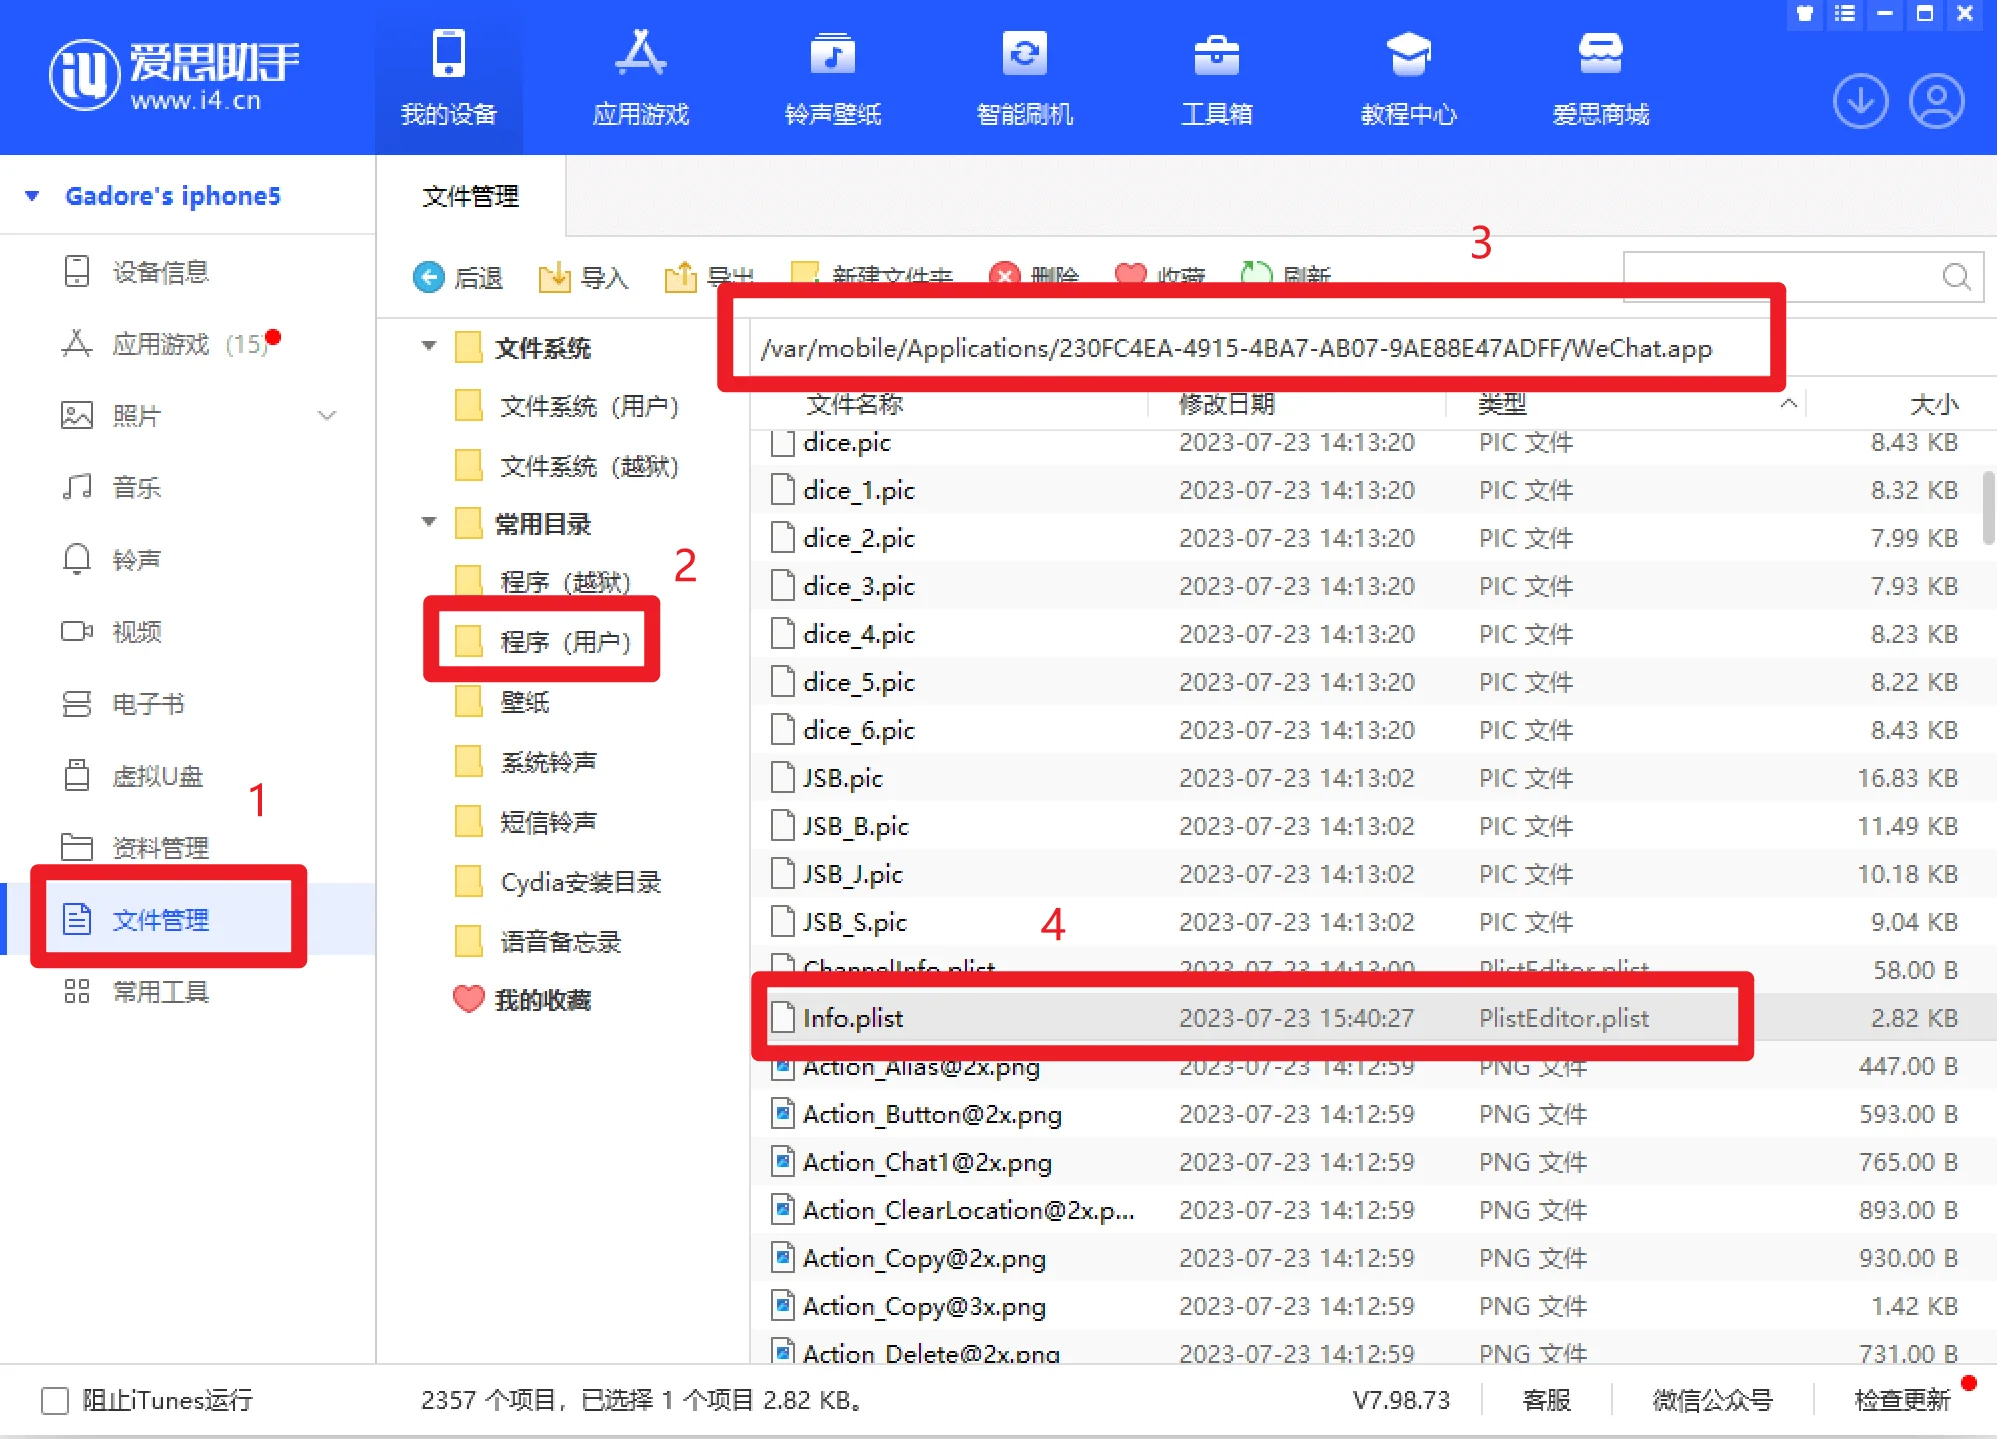 爱思助手
www.i4.cn
我的设备
应用游戏
铃声壁纸
智能刷机
工具箱
教程中心
爱思商城
Gadore's iphone5
设备信息
应用游戏 (15)
照片
音乐
铃声
视频
电子书
虚拟U盘
1
资料管理
文件管理
常用工具
文件管理
3
后退 导入 导出 新建文件夹 删除 收藏 刷新
文件系统
文件系统（用户）
文件系统（越狱）
常用目录
2
程序（越狱）
程序（用户）
壁纸
系统铃声
短信铃声
Cydia安装目录
语音备忘录
我的收藏
/var/mobile/Applications/230FC4EA-4915-4BA7-AB07-9AE88E47ADFF/WeChat.app
文件名称 修改日期 类型 大小
dice.pic 2023-07-23 14:13:20 PIC 文件 8.43 KB
dice_1.pic 2023-07-23 14:13:20 PIC 文件 8.32 KB
dice_2.pic 2023-07-23 14:13:20 PIC 文件 7.99 KB
dice_3.pic 2023-07-23 14:13:20 PIC 文件 7.93 KB
dice_4.pic 2023-07-23 14:13:20 PIC 文件 8.23 KB
dice_5.pic 2023-07-23 14:13:20 PIC 文件 8.22 KB
dice_6.pic 2023-07-23 14:13:20 PIC 文件 8.43 KB
JSB.pic 2023-07-23 14:13:02 PIC 文件 16.83 KB
JSB_B.pic 2023-07-23 14:13:02 PIC 文件 11.49 KB
JSB_J.pic 2023-07-23 14:13:02 PIC 文件 10.18 KB
JSB_S.pic 2023-07-23 14:13:02 PIC 文件 9.04 KB
4
ChannelInfo.plist 2023-07-23 14:13:00 PlistEditor.plist 58.00 B
Info.plist 2023-07-23 15:40:27 PlistEditor.plist 2.82 KB
Action_Alias@2x.png 2023-07-23 14:12:59 PNG 文件 447.00 B
Action_Button@2x.png 2023-07-23 14:12:59 PNG 文件 593.00 B
Action_Chat1@2x.png 2023-07-23 14:12:59 PNG 文件 765.00 B
Action_ClearLocation@2x.p... 2023-07-23 14:12:59 PNG 文件 893.00 B
Action_Copy@2x.png 2023-07-23 14:12:59 PNG 文件 930.00 B
Action_Copy@3x.png 2023-07-23 14:12:59 PNG 文件 1.42 KB
Action_Delete@2x.png 2023-07-23 14:12:59 PNG 文件 731.00 B
阻止iTunes运行
2357 个项目，已选择 1 个项目 2.82 KB。
V7.98.73
客服
微信公众号
检查更新